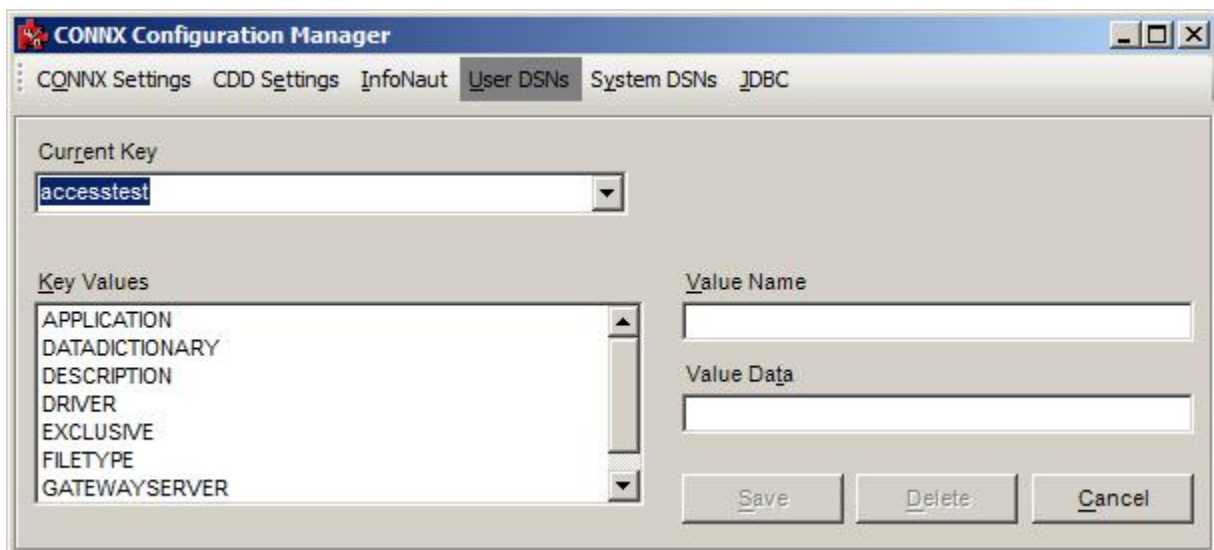 CONNX Configuration Manager
CONNX Settings CDD Settings InfoNaut User DSNs System DSNs JDBC
Current Key
accesstest
Key Values
APPLICATION
DATADICTIONARY
DESCRIPTION
DRIVER
EXCLUSIVE
FILETYPE
GATEWAYSERVER
Value Name
Value Data
Save Delete Cancel